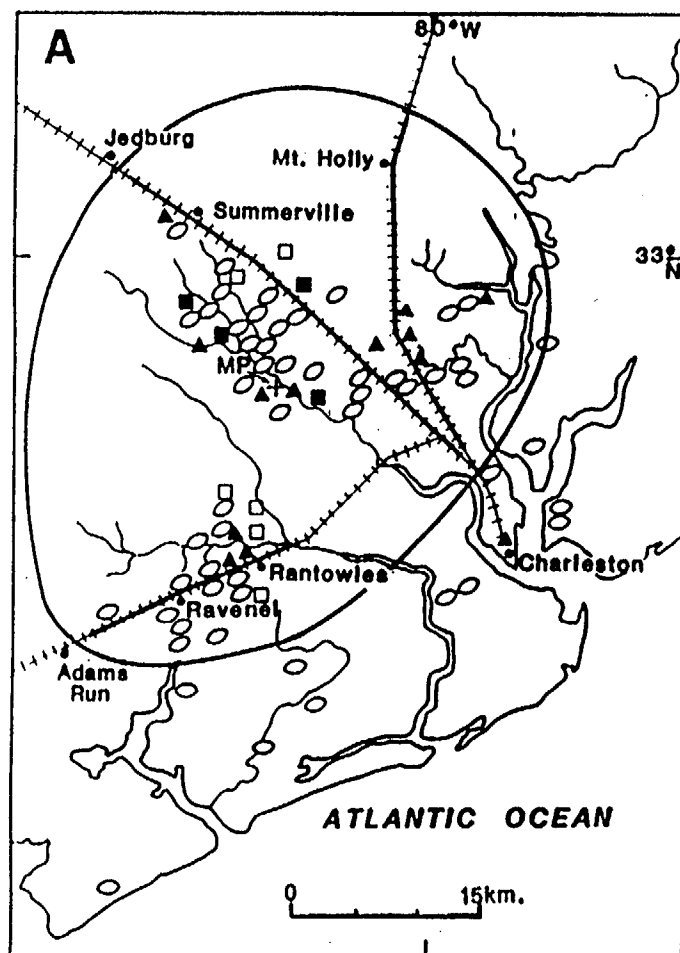 A
80°W
Jedburg
Mt. Holly
Summerville
33°
N
MP
Charleston
Rantowles
Ravenel
Adams
Run
ATLANTIC OCEAN
0 15km.